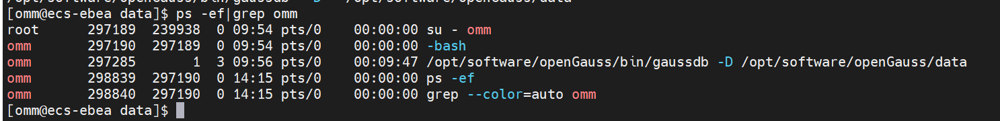 [omm@ecs-ebea data]$ ps -ef|grep omm
root      297189  239938  0 09:54 pts/0    00:00:00 su - omm
omm       297190  297189  0 09:54 pts/0    00:00:00 -bash
omm       297285       1  3 09:56 pts/0    00:09:47 /opt/software/openGauss/bin/gaussdb -D /opt/software/openGauss/data
omm       298839  297190  0 14:15 pts/0    00:00:00 ps -ef
omm       298840  297190  0 14:15 pts/0    00:00:00 grep --color=auto omm
[omm@ecs-ebea data]$